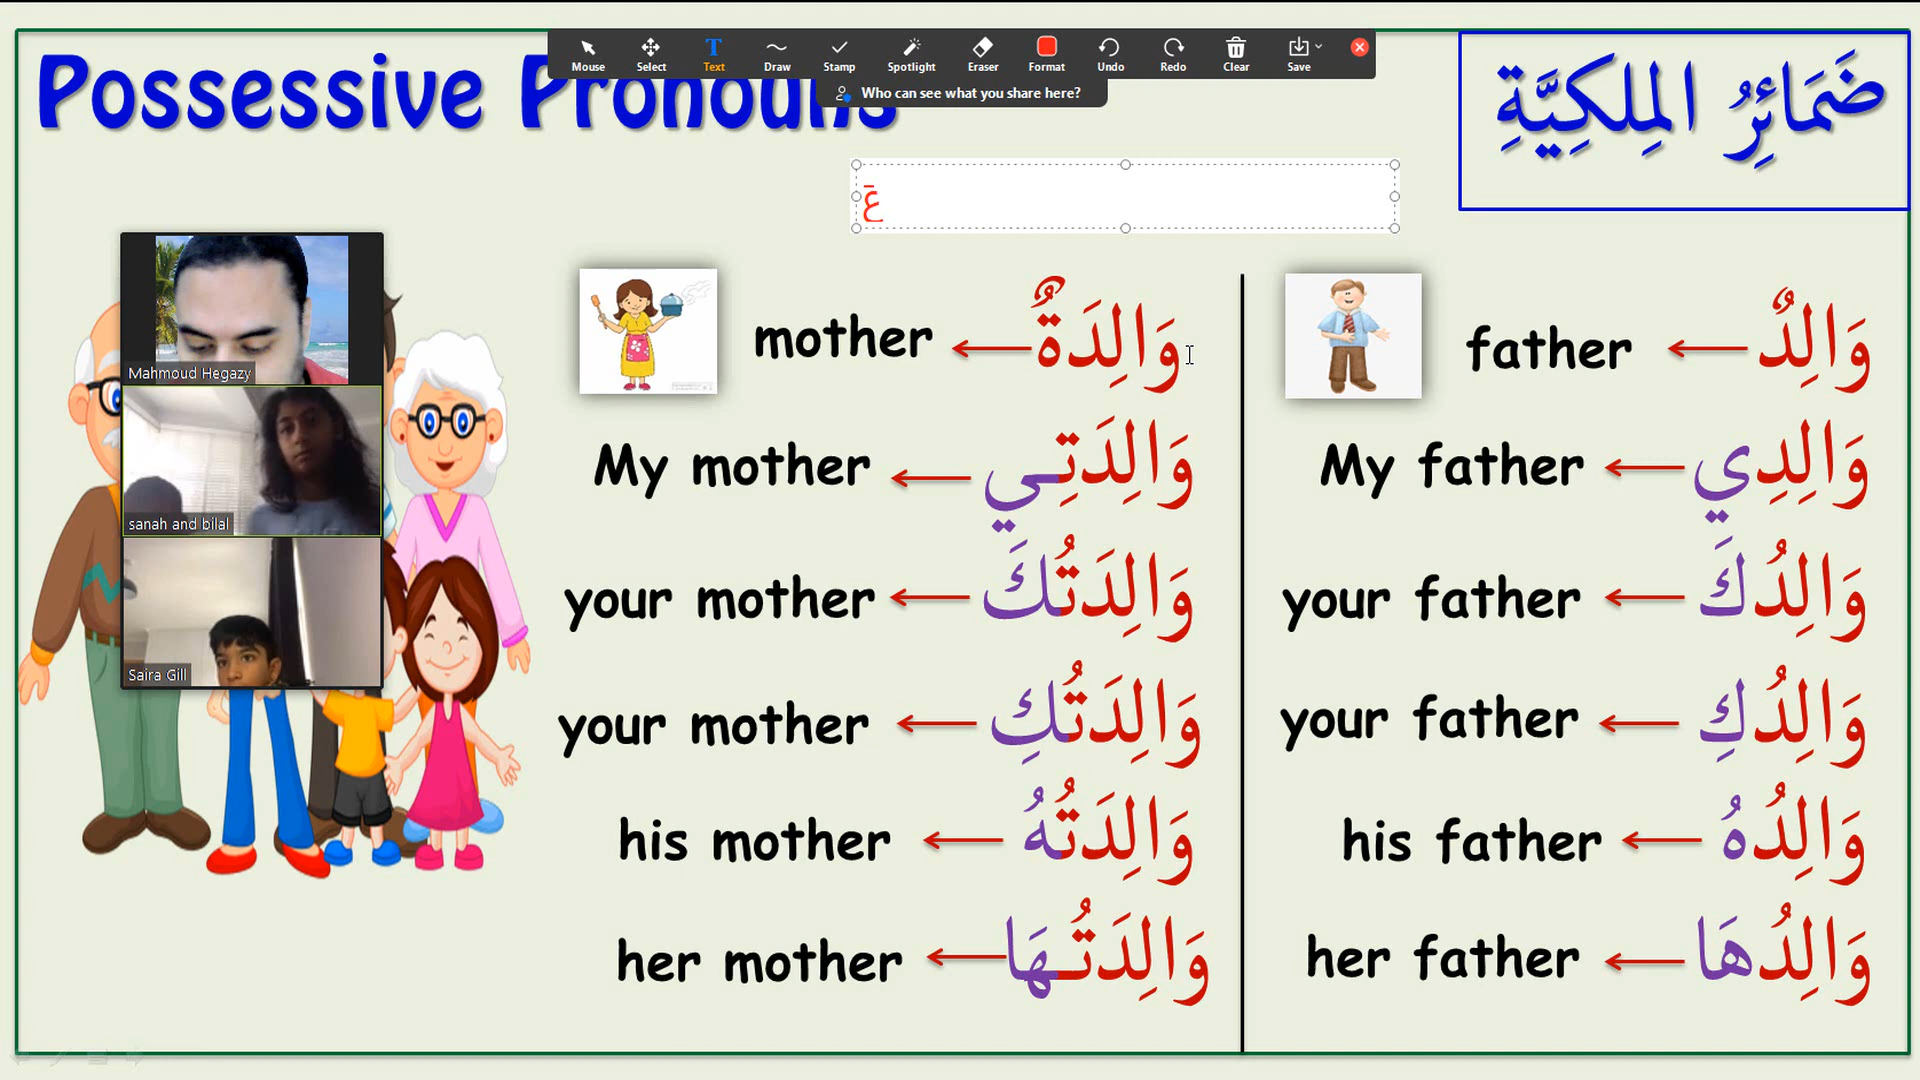 Mouse Select Text Draw Stamp Spotlight Eraser Format Undo Redo Clear Save
Who can see what you share here?
Possessive Pronouns
ضَمَائِرُ المِلكِيَّةِ
عَ
Mahmoud Hegazy
sanah and bilal
Saira Gill
وَالِدَةٌ mother
وَالِدَتِـي My mother
وَالِدَتُكَ your mother
وَالِدَتُكِ your mother
وَالِدَتُهُ his mother
وَالِدَتُـهَا her mother
وَالِدٌ father
وَالِدِي My father
وَالِدُكَ your father
وَالِدُكِ your father
وَالِدُهُ his father
وَالِدُهَا her father